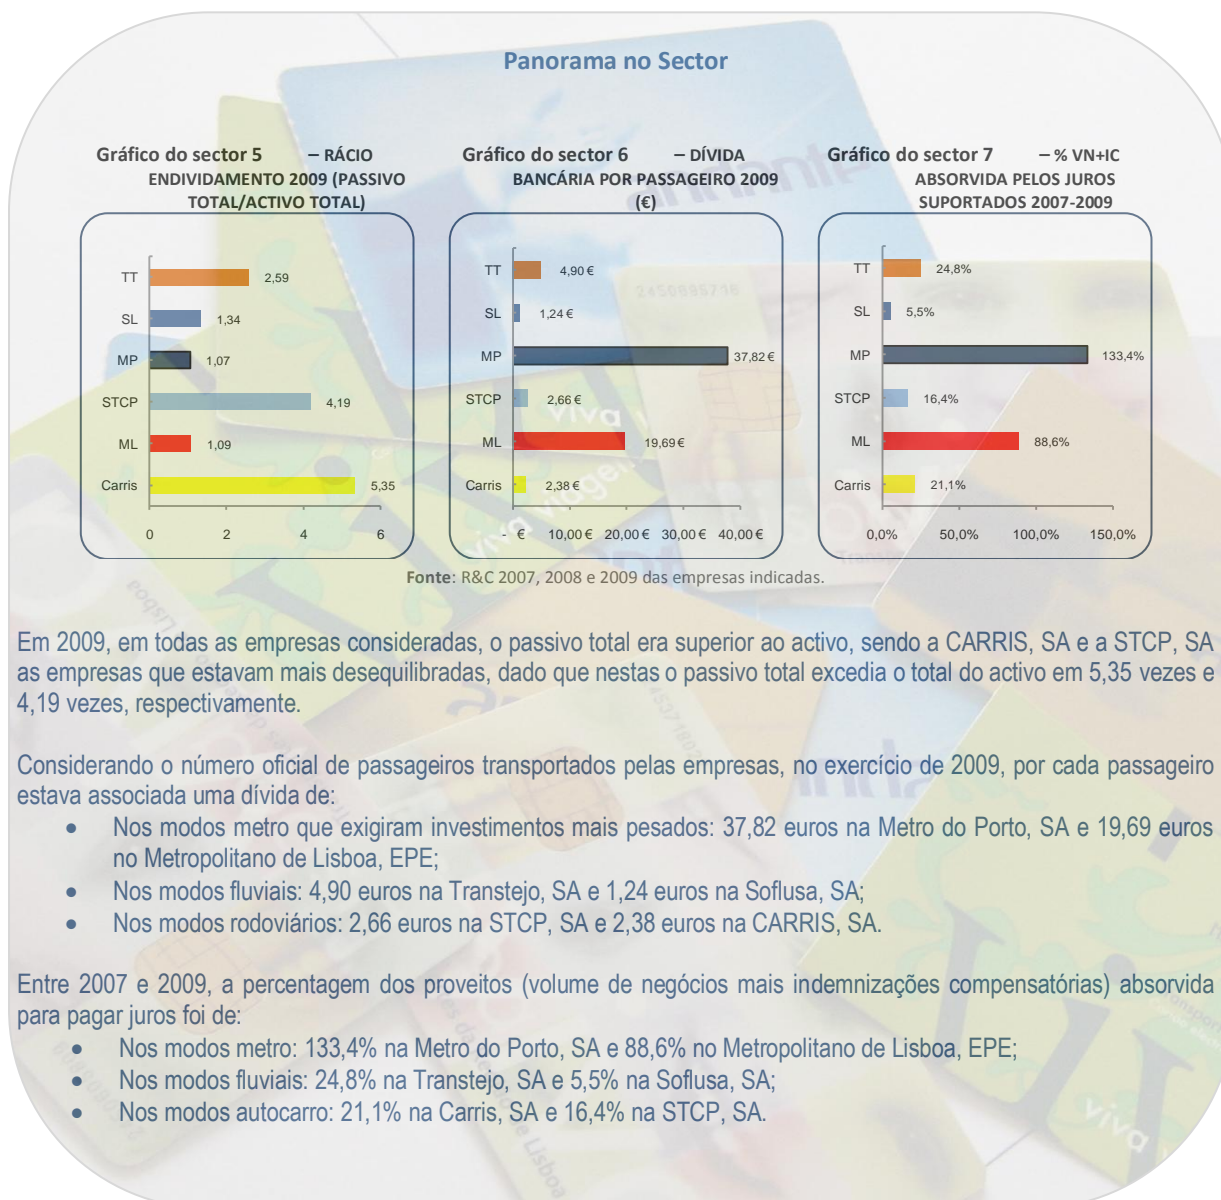 Panorama no Sector
Gráfico do sector 5 – RÁCIO
ENDIVIDAMENTO 2009 (PASSIVO
TOTAL/ACTIVO TOTAL)
TT 2,59
SL 1,34
MP 1,07
STCP 4,19
ML 1,09
Carris 5,35
0 2 4 6
Gráfico do sector 6 – DÍVIDA
BANCÁRIA POR PASSAGEIRO 2009
(€)
TT 4,90 €
SL 1,24 €
MP 37,82 €
STCP 2,66 €
ML 19,69 €
Carris 2,38 €
- € 10,00 € 20,00 € 30,00 € 40,00 €
Gráfico do sector 7 – % VN+IC
ABSORVIDA PELOS JUROS
SUPORTADOS 2007-2009
TT 24,8%
SL 5,5%
MP 133,4%
STCP 16,4%
ML 88,6%
Carris 21,1%
0,0% 50,0% 100,0% 150,0%
Fonte: R&C 2007, 2008 e 2009 das empresas indicadas.
Em 2009, em todas as empresas consideradas, o passivo total era superior ao activo, sendo a CARRIS, SA e a STCP, SA
as empresas que estavam mais desequilibradas, dado que nestas o passivo total excedia o total do activo em 5,35 vezes e
4,19 vezes, respectivamente.
Considerando o número oficial de passageiros transportados pelas empresas, no exercício de 2009, por cada passageiro
estava associada uma dívida de:
• Nos modos metro que exigiram investimentos mais pesados: 37,82 euros na Metro do Porto, SA e 19,69 euros
no Metropolitano de Lisboa, EPE;
• Nos modos fluviais: 4,90 euros na Transtejo, SA e 1,24 euros na Soflusa, SA;
• Nos modos rodoviários: 2,66 euros na STCP, SA e 2,38 euros na CARRIS, SA.
Entre 2007 e 2009, a percentagem dos proveitos (volume de negócios mais indemnizações compensatórias) absorvida
para pagar juros foi de:
• Nos modos metro: 133,4% na Metro do Porto, SA e 88,6% no Metropolitano de Lisboa, EPE;
• Nos modos fluviais: 24,8% na Transtejo, SA e 5,5% na Soflusa, SA;
• Nos modos autocarro: 21,1% na Carris, SA e 16,4% na STCP, SA.
viva
viva